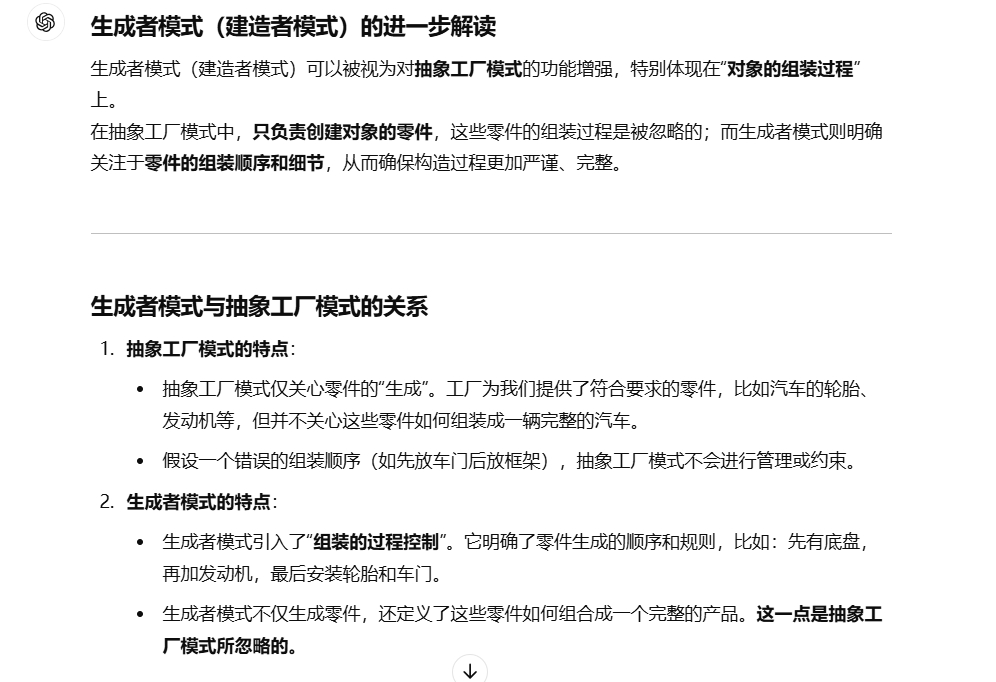 生成者模式（建造者模式）的进一步解读
生成者模式（建造者模式）可以被视为对抽象工厂模式的功能增强，特别体现在“对象的组装过程”
上。
在抽象工厂模式中，只负责创建对象的零件，这些零件的组装过程是被忽略的；而生成者模式则明确
关注于零件的组装顺序和细节，从而确保构造过程更加严谨、完整。
生成者模式与抽象工厂模式的关系
1. 抽象工厂模式的特点：
• 抽象工厂模式仅关心零件的“生成”。工厂为我们提供了符合要求的零件，比如汽车的轮胎、
发动机等，但并不关心这些零件如何组装成一辆完整的汽车。
• 假设一个错误的组装顺序（如先放车门后放框架），抽象工厂模式不会进行管理或约束。
2. 生成者模式的特点：
• 生成者模式引入了“组装的过程控制”。它明确了零件生成的顺序和规则，比如：先有底盘，
再加发动机，最后安装轮胎和车门。
• 生成者模式不仅生成零件，还定义了这些零件如何组合成一个完整的产品。这一点是抽象工
厂模式所忽略的。